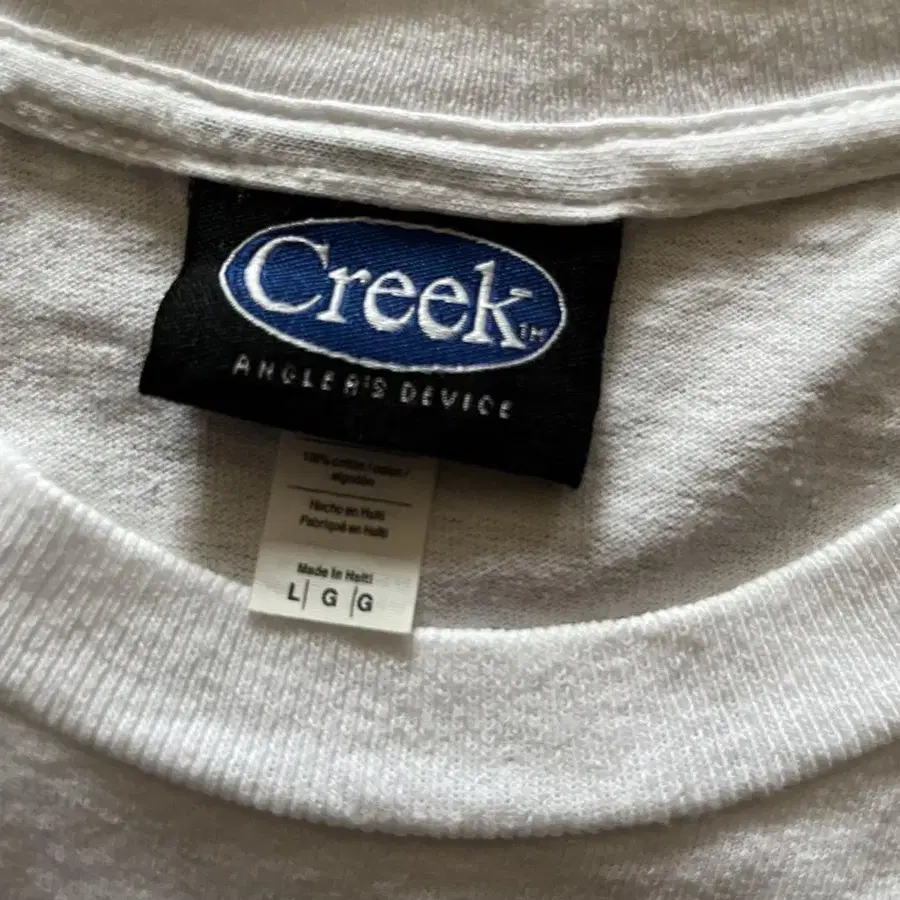 Creek TM
ANGLER'S DEVICE
100% cotton / coton /
algodón
Hecho en Haiti
Fabriqué en Haiti
Made in Haiti
L | G | G